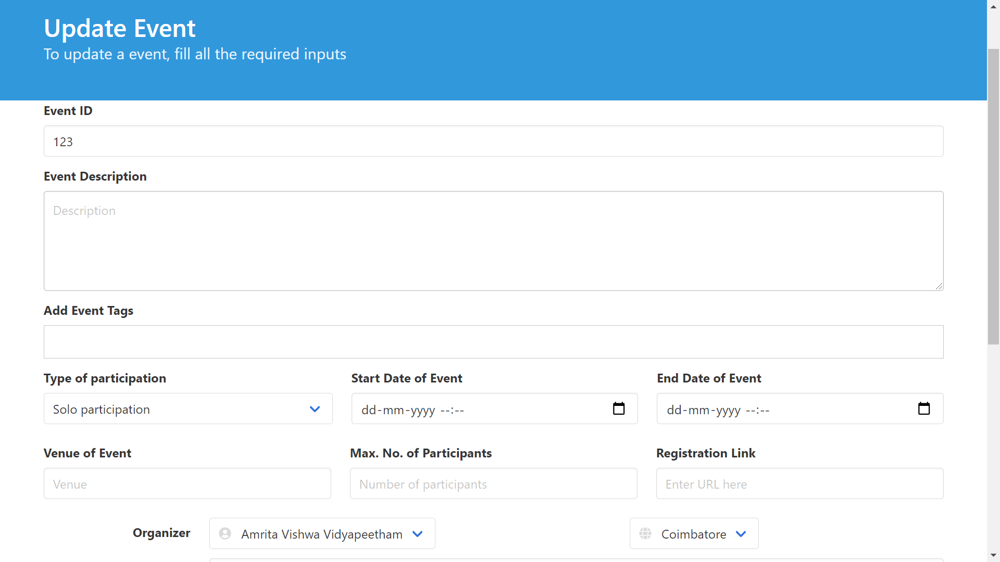 Update Event
To update a event, fill all the required inputs
Event ID
123
Event Description
Description
Add Event Tags
Type of participation
Start Date of Event
End Date of Event
Solo participation
dd-mm-yyyy --:--
dd-mm-yyyy --:--
Venue of Event
Max. No. of Participants
Registration Link
Venue
Number of participants
Enter URL here
Organizer
Amrita Vishwa Vidyapeetham
Coimbatore